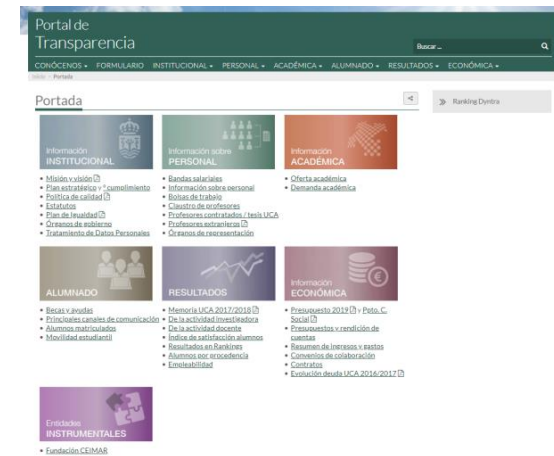 Portal de
Transparencia
Buscar ...
CONÓCENOS FORMULARIO INSTITUCIONAL PERSONAL ACADÉMICA ALUMNADO RESULTADOS ECONÓMICA
Inicio > Portada
Portada
Ranking Dyntra
Información
INSTITUCIONAL
• Misión y visión
• Plan estratégico y º cumplimiento
• Política de calidad
• Estatutos
• Plan de Igualdad
• Órganos de gobierno
• Tratamiento de Datos Personales
Información sobre
PERSONAL
• Bandas salariales
• Información sobre personal
• Bolsas de trabajo
• Claustro de profesores
• Profesores contratados / tesis UCA
• Profesores extranjeros
• Órganos de representación
Información
ACADÉMICA
• Oferta académica
• Demanda académica
ALUMNADO
• Becas y ayudas
• Principales canales de comunicación
• Alumnos matriculados
• Movilidad estudiantil
RESULTADOS
• Memoria UCA 2017/2018
• De la actividad investigadora
• De la actividad docente
• Índice de satisfacción alumnos
• Resultados en Rankings
• Alumnos por procedencia
• Empleabilidad
Información
ECONÓMICA
• Presupuesto 2019 y Ppto. C.
Social
• Presupuestos y rendición de
cuentas
• Resumen de ingresos y gastos
• Convenios de colaboración
• Contratos
• Evolución deuda UCA 2016/2017
Entidades
INSTRUMENTALES
• Fundación CEIMAR